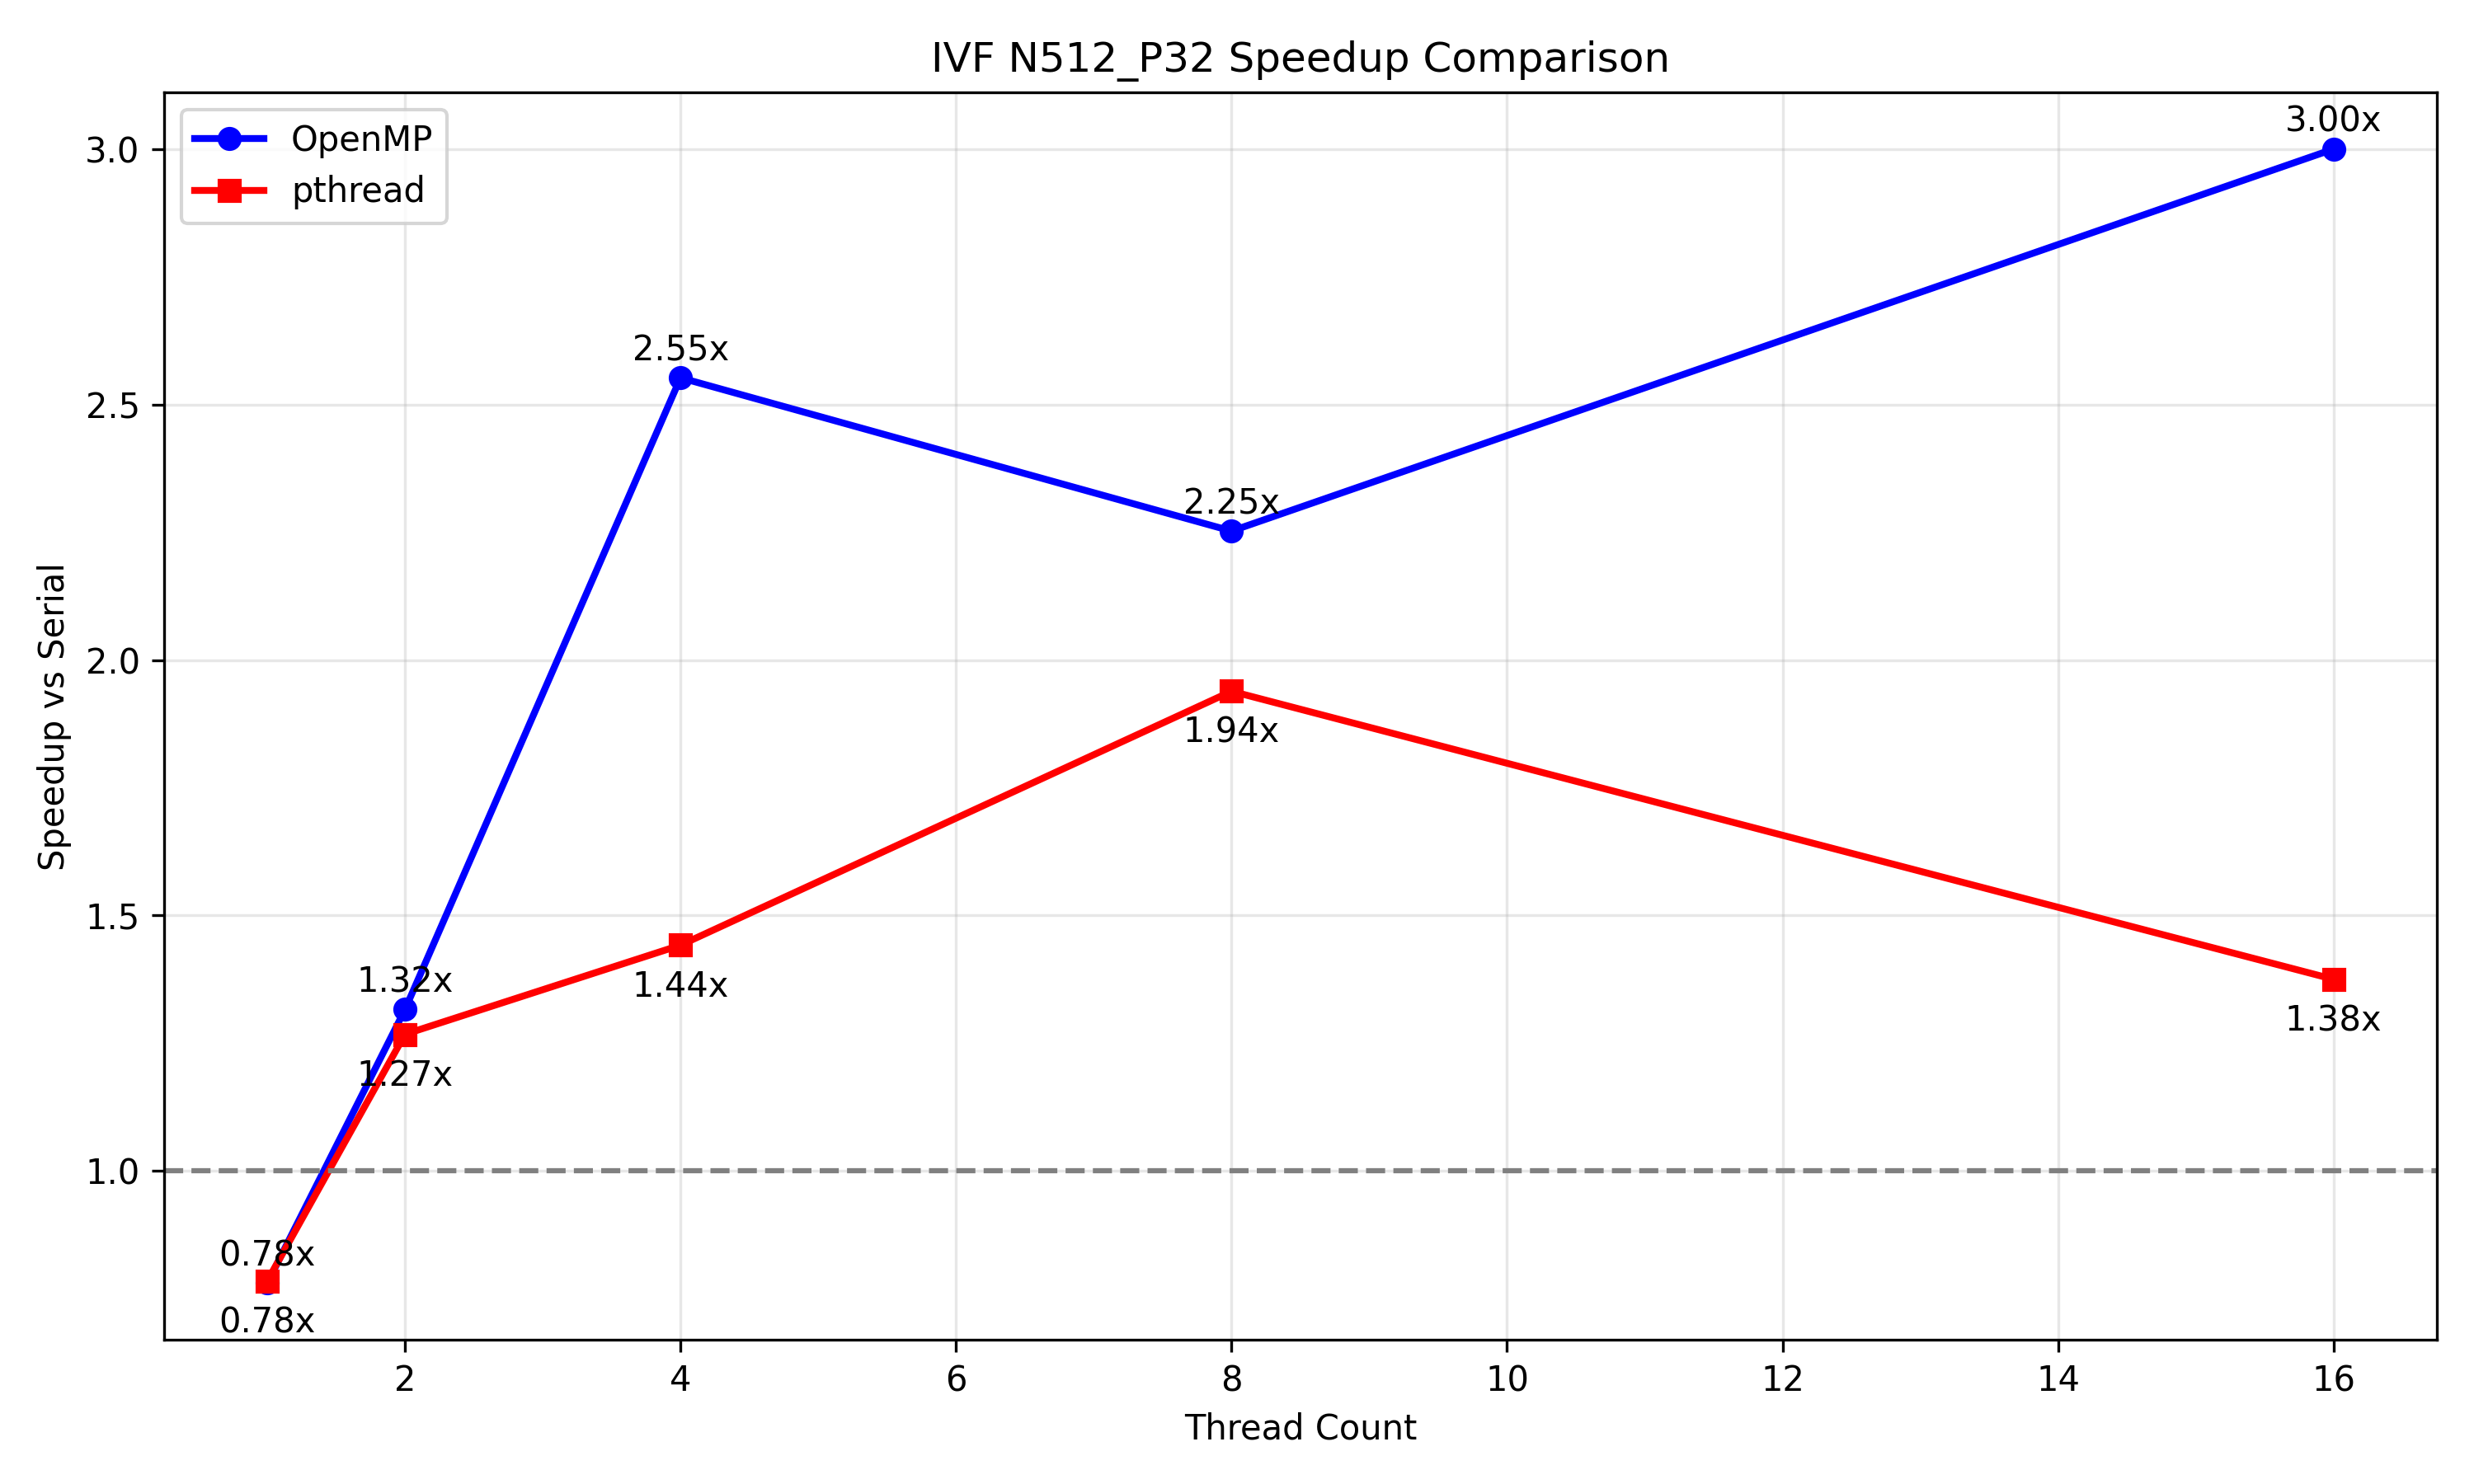 IVF N512_P32 Speedup Comparison
OpenMP
pthread
Speedup vs Serial
3.0
2.5
2.0
1.5
1.0
3.00x
2.55x
2.25x
1.94x
1.32x
1.27x
1.44x
1.38x
0.78x
0.78x
2
4
6
8
10
12
14
16
Thread Count